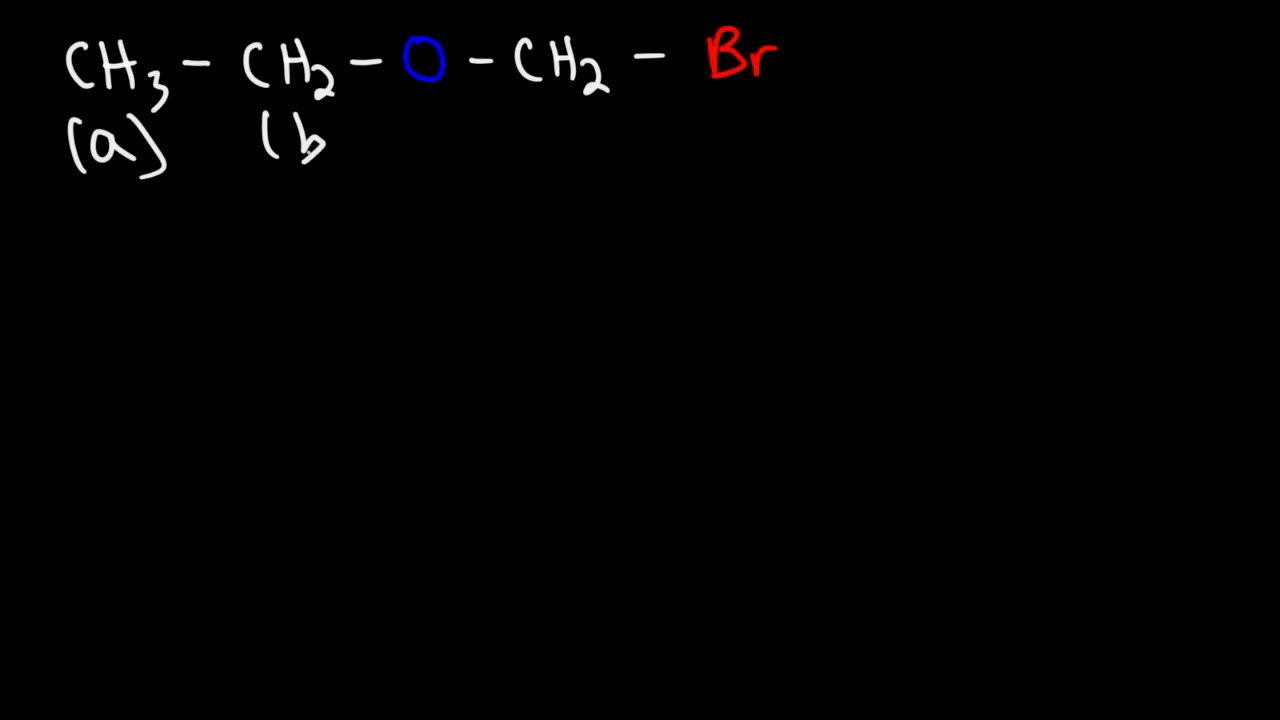 CH₃ - CH₂ - O - CH₂ - Br
(a) (b